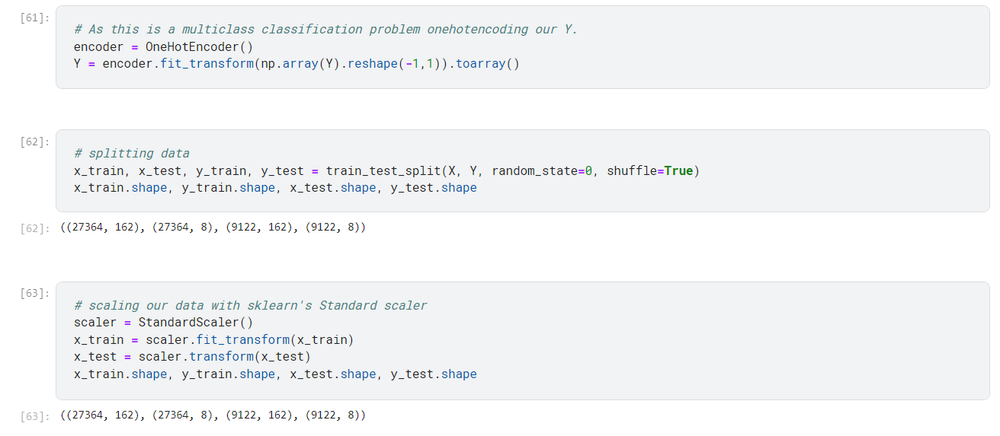 [61]:
# As this is a multiclass classification problem onehotencoding our Y.
encoder = OneHotEncoder()
Y = encoder.fit_transform(np.array(Y).reshape(-1,1)).toarray()
[62]:
# splitting data
x_train, x_test, y_train, y_test = train_test_split(X, Y, random_state=0, shuffle=True)
x_train.shape, y_train.shape, x_test.shape, y_test.shape
[62]: ((27364, 162), (27364, 8), (9122, 162), (9122, 8))
[63]:
# scaling our data with sklearn's Standard scaler
scaler = StandardScaler()
x_train = scaler.fit_transform(x_train)
x_test = scaler.transform(x_test)
x_train.shape, y_train.shape, x_test.shape, y_test.shape
[63]: ((27364, 162), (27364, 8), (9122, 162), (9122, 8))